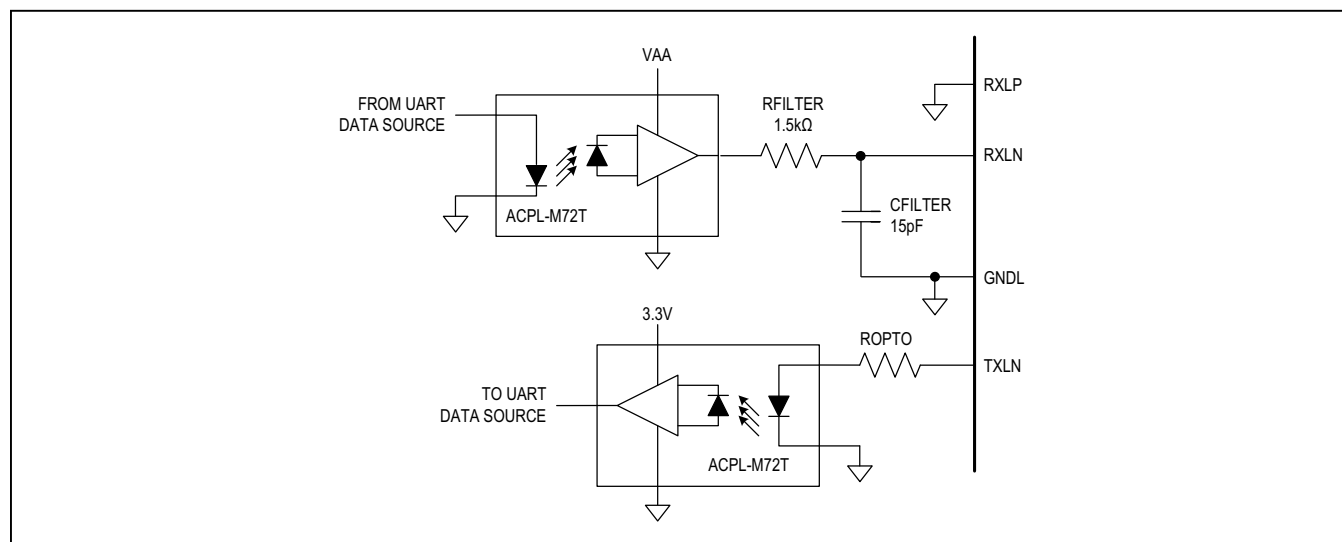 VAA
FROM UART
DATA SOURCE
ACPL-M72T
RFILTER
1.5kΩ
CFILTER
15pF
RXLP
RXLN
GNDL
TXLN
3.3V
ROPTO
TO UART
DATA SOURCE
ACPL-M72T